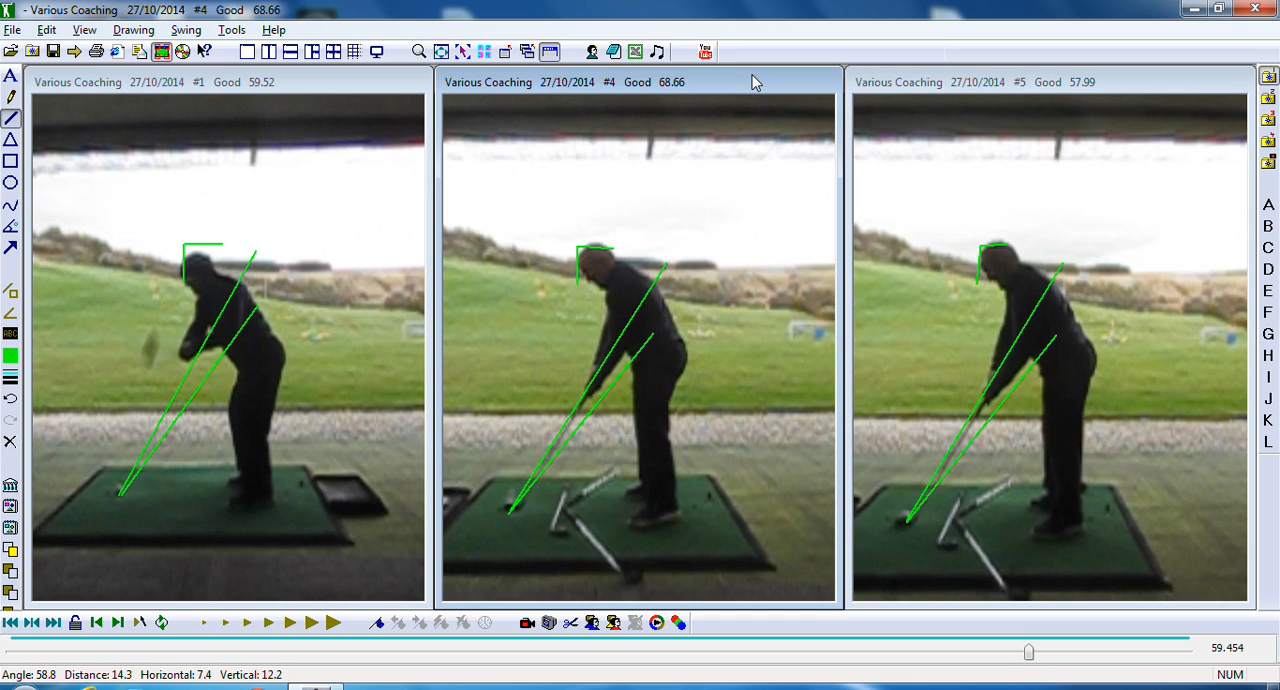 - Various Coaching 27/10/2014 #4 Good 68.66
File Edit View Drawing Swing Tools Help
You
Tube
Various Coaching 27/10/2014 #1 Good 59.52
Various Coaching 27/10/2014 #4 Good 68.66
Various Coaching 27/10/2014 #5 Good 57.99
A
ABC
A
B
C
D
E
F
G
H
I
J
K
L
59.454
Angle: 58.8 Distance: 14.3 Horizontal: 7.4 Vertical: 12.2
NUM